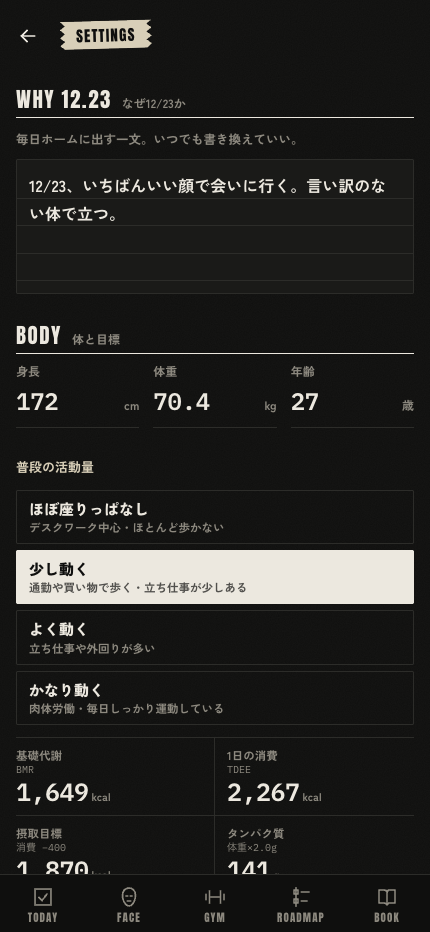 SETTINGS
WHY 12.23 なぜ12/23か
毎日ホームに出す一文。いつでも書き換えていい。
12/23、いちばんいい顔で会いに行く。言い訳のな
い体で立つ。
BODY 体と目標
身長 体重 年齢
172 cm 70.4 kg 27 歳
普段の活動量
ほぼ座りっぱなし
デスクワーク中心・ほとんど歩かない
少し動く
通勤や買い物で歩く・立ち仕事が少しある
よく動く
立ち仕事や外回りが多い
かなり動く
肉体労働・毎日しっかり運動している
基礎代謝 1日の消費
BMR TDEE
1,649 kcal 2,267 kcal
摂取目標 タンパク質
消費 −400 体重×2.0g
1,870 141
TODAY FACE GYM ROADMAP BOOK